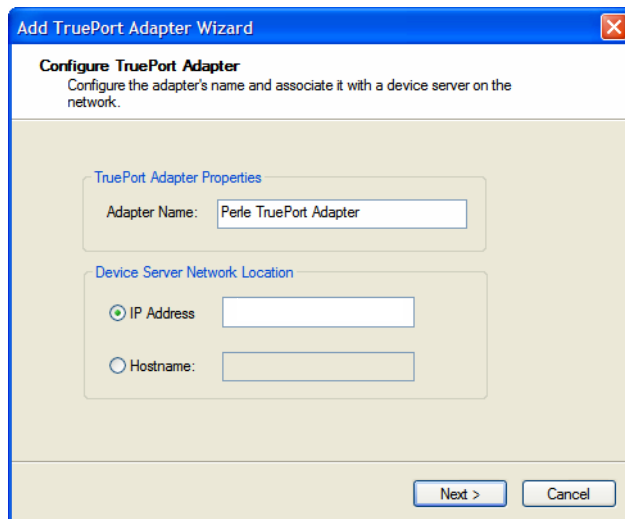 Add TruePort Adapter Wizard
Configure TruePort Adapter
Configure the adapter's name and associate it with a device server on the
network.
TruePort Adapter Properties
Adapter Name: Perle TruePort Adapter
Device Server Network Location
IP Address
Hostname:
Next >
Cancel